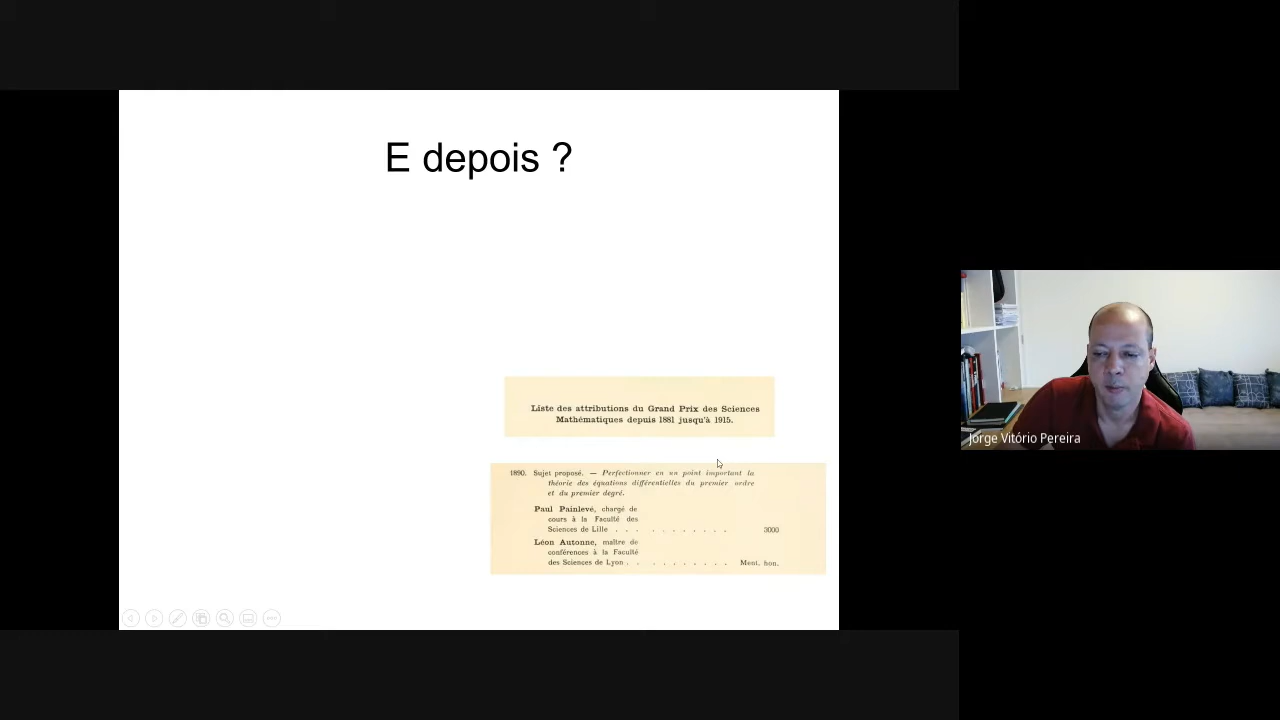 E depois ?
Liste des attributions du Grand Prix des Sciences
Mathématiques depuis 1881 jusqu'à 1915.
1890. Sujet proposé. — Perfectionner en un point important la
théorie des équations différentielles du premier ordre
et du premier degré.
Paul Painlevé, chargé de
cours à la Faculté des
Sciences de Lille . . . . . . . . . . . . 3000
Léon Autonne, maître de
conférences à la Faculté
des Sciences de Lyon . . . . . . . . . . . Ment. hon.
Jorge Vitório Pereira